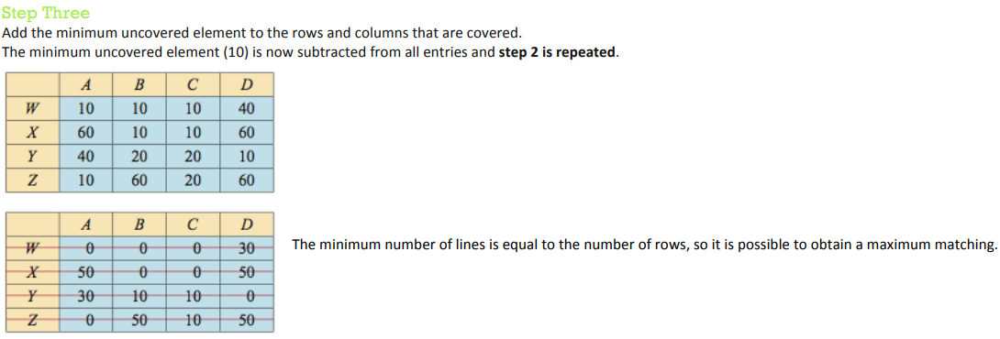 Step Three
Add the minimum uncovered element to the rows and columns that are covered.
The minimum uncovered element (10) is now subtracted from all entries and step 2 is repeated.
A B C D
W 10 10 10 40
X 60 10 10 60
Y 40 20 20 10
Z 10 60 20 60
A B C D
W 0 0 0 30
X 50 0 0 50
Y 30 10 10 0
Z 0 50 10 50
The minimum number of lines is equal to the number of rows, so it is possible to obtain a maximum matching.